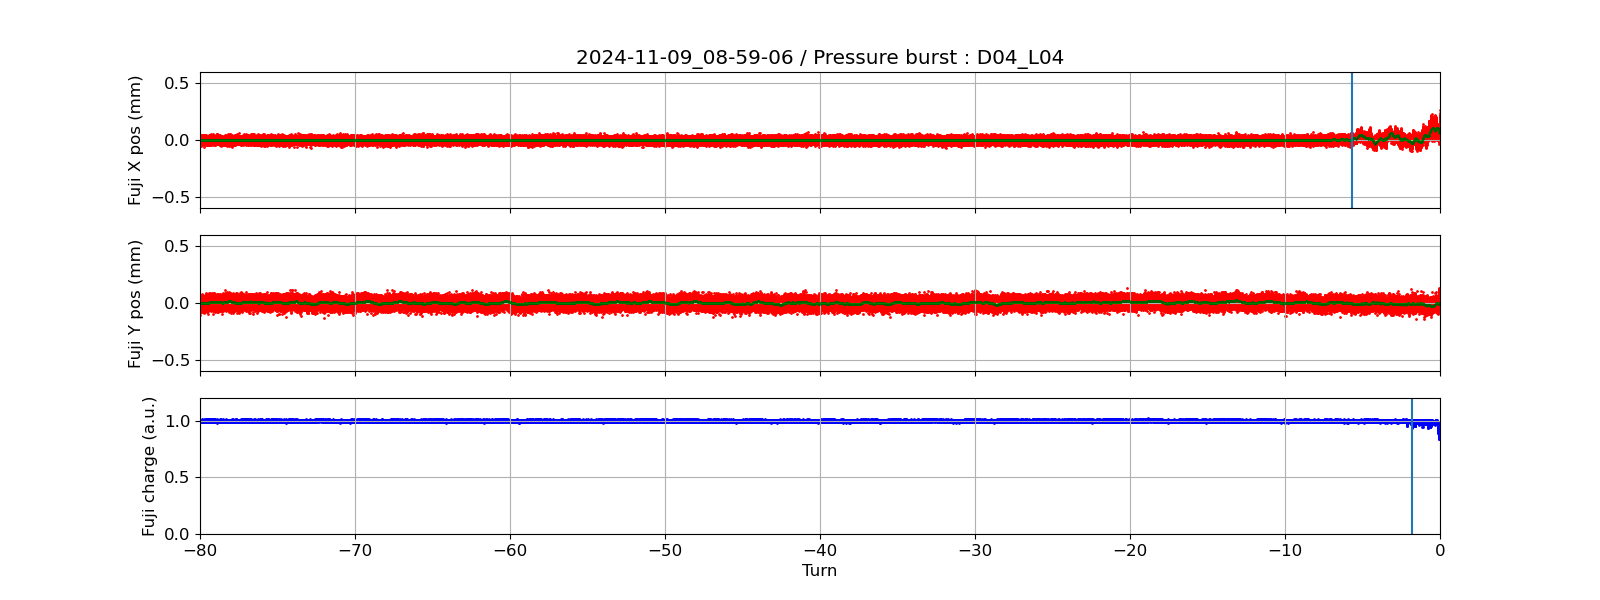 2024-11-09_08-59-06 / Pressure burst : D04_L04
Fuji X pos (mm)
0.5
0.0
−0.5
Fuji Y pos (mm)
0.5
0.0
−0.5
Fuji charge (a.u.)
1.0
0.5
0.0
−80 −70 −60 −50 −40 −30 −20 −10 0
Turn